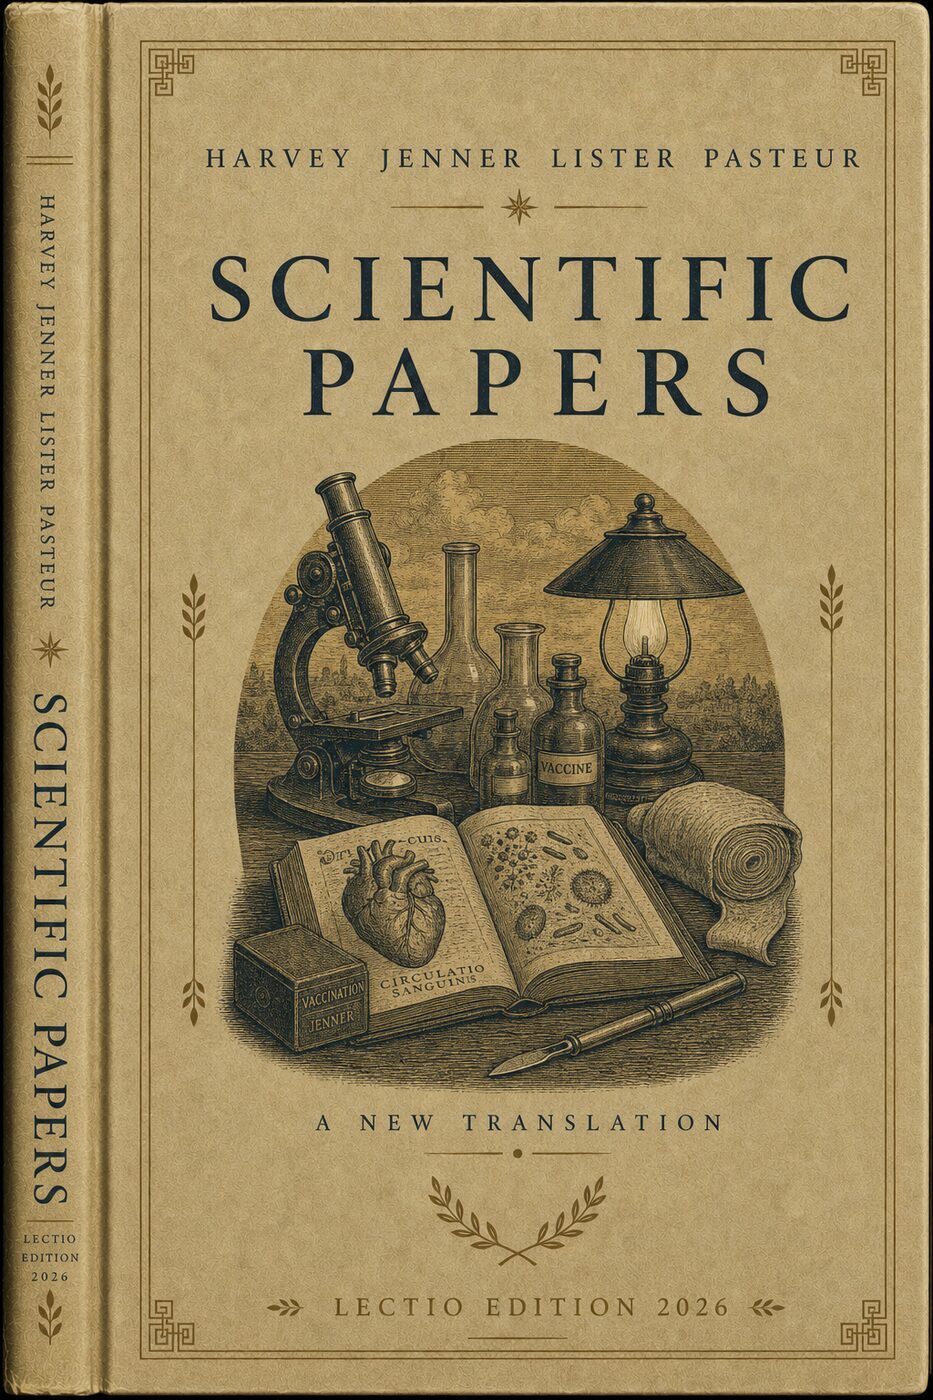 HARVEY JENNER LISTER PASTEUR
SCIENTIFIC PAPERS
LECTIO
EDITION
2026
HARVEY JENNER LISTER PASTEUR
SCIENTIFIC
PAPERS
VACCINE
CIRCULATIO
SANGUINIS
VACCINATION
JENNER
A NEW TRANSLATION
LECTIO EDITION 2026